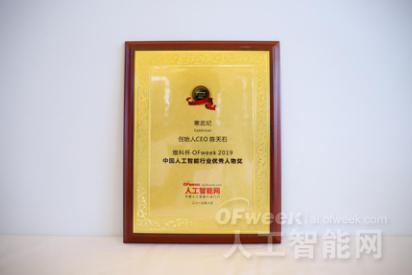 寒武纪
Cambricon
创始人CEO 陈天石
维科杯·OFweek 2019
中国人工智能行业优秀人物奖
OFweek
人工智能网
OFweek ai.ofweek.com
人工智能网